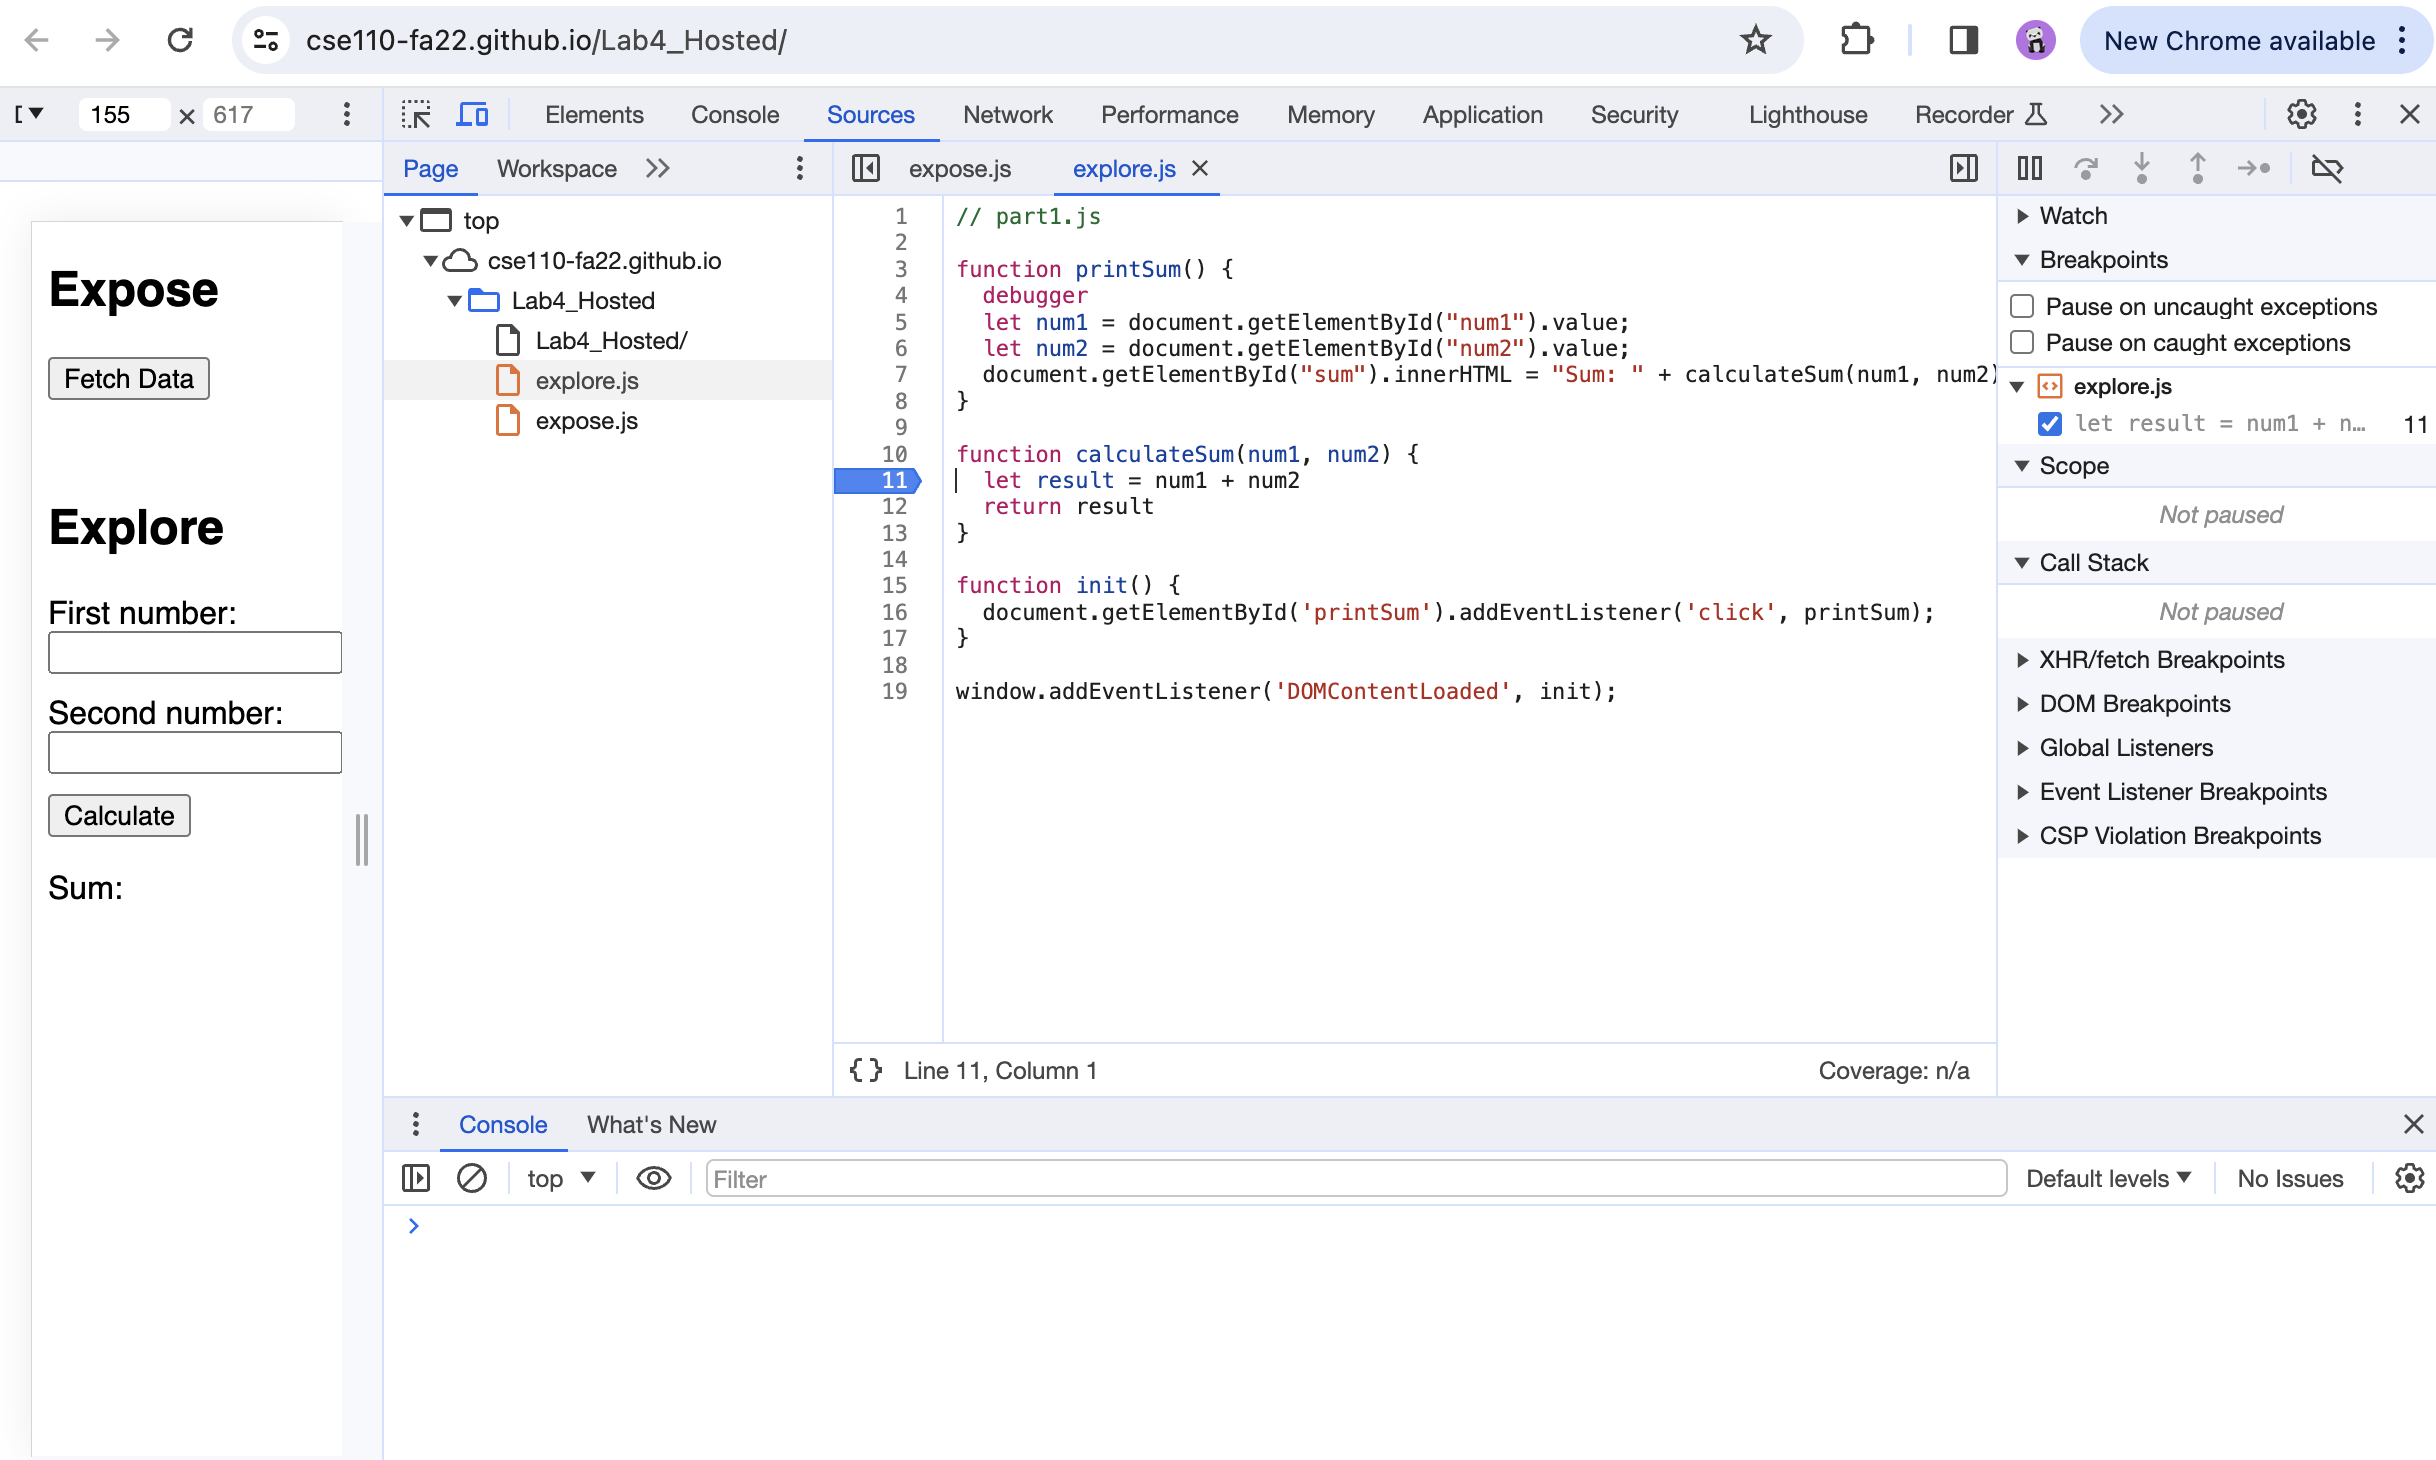 cse110-fa22.github.io/Lab4_Hosted/
New Chrome available
155 × 617
Elements Console Sources Network Performance Memory Application Security Lighthouse Recorder
Page Workspace
expose.js explore.js
Expose
Fetch Data
Explore
First number:
Second number:
Calculate
Sum:
top
cse110-fa22.github.io
Lab4_Hosted
Lab4_Hosted/
explore.js
expose.js
1 // part1.js
2
3 function printSum() {
4 debugger
5 let num1 = document.getElementById("num1").value;
6 let num2 = document.getElementById("num2").value;
7 document.getElementById("sum").innerHTML = "Sum: " + calculateSum(num1, num2)
8 }
9
10 function calculateSum(num1, num2) {
11 let result = num1 + num2
12 return result
13 }
14
15 function init() {
16 document.getElementById('printSum').addEventListener('click', printSum);
17 }
18
19 window.addEventListener('DOMContentLoaded', init);
{ } Line 11, Column 1
Coverage: n/a
Watch
Breakpoints
Pause on uncaught exceptions
Pause on caught exceptions
explore.js
let result = num1 + n… 11
Scope
Not paused
Call Stack
Not paused
XHR/fetch Breakpoints
DOM Breakpoints
Global Listeners
Event Listener Breakpoints
CSP Violation Breakpoints
Console What's New
top Filter Default levels No Issues